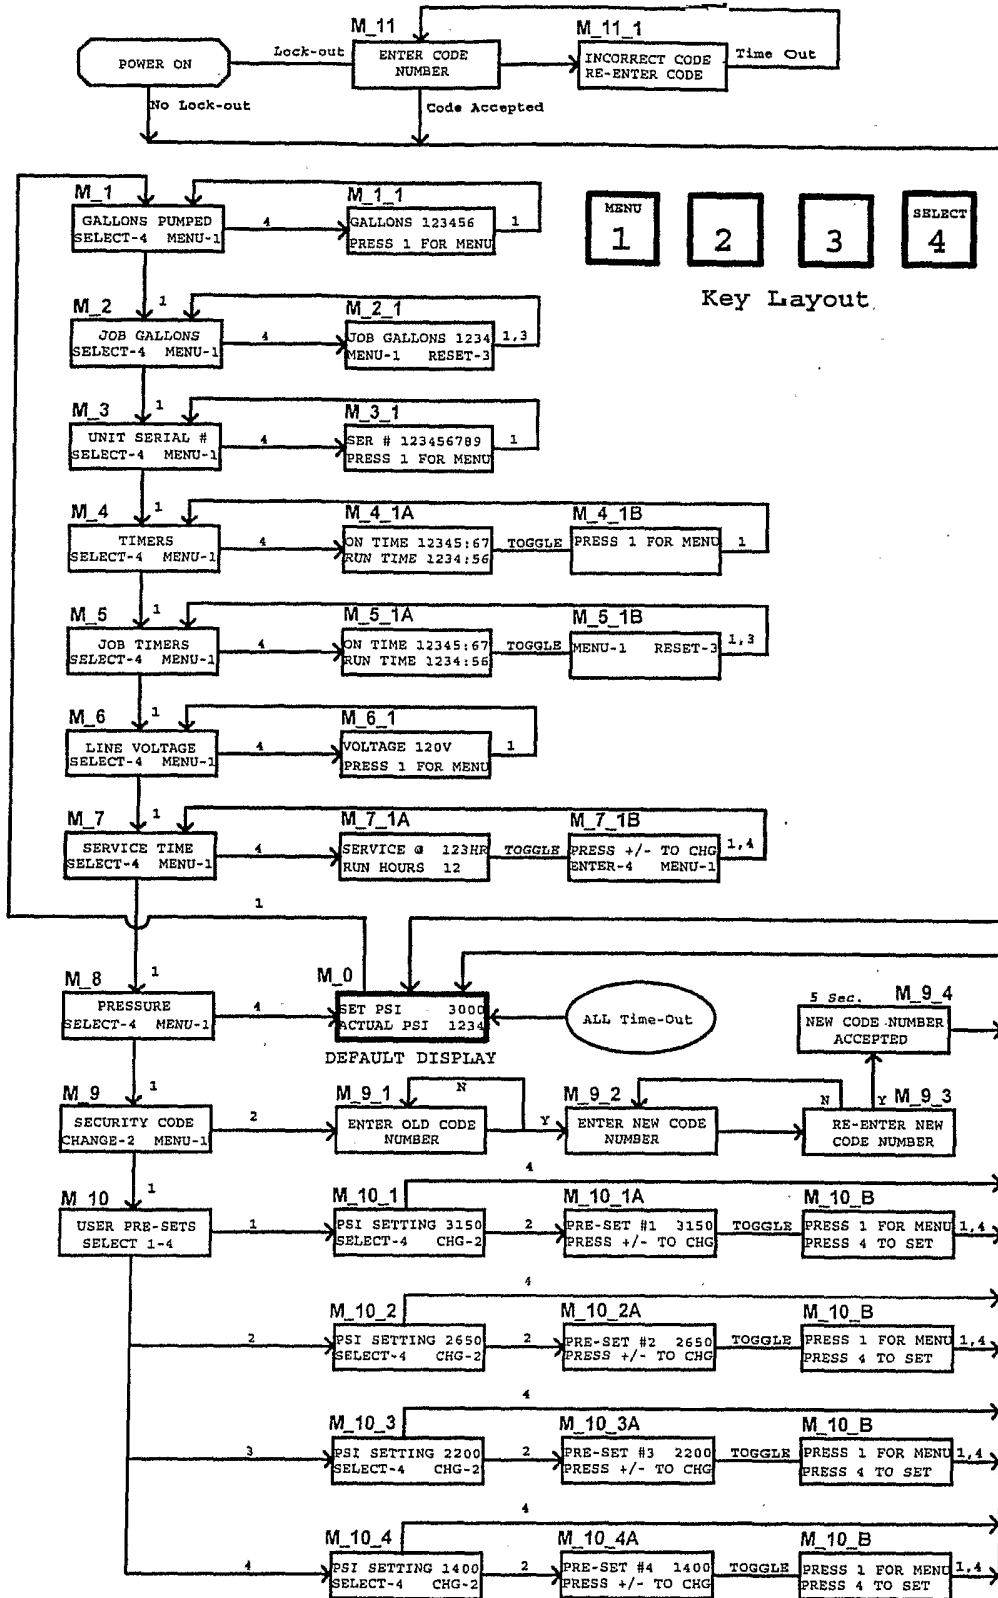 M_11
M_11_1
POWER ON
Lock-out
ENTER CODE
NUMBER
INCORRECT CODE
RE-ENTER CODE
Time Out
No Lock-out
Code Accepted
M_1
GALLONS PUMPED
SELECT-4 MENU-1
4
M_1_1
GALLONS 123456
PRESS 1 FOR MENU
1
MENU
1
2
3
SELECT
4
Key Layout
1
M_2
JOB GALLONS
SELECT-4 MENU-1
4
M_2_1
JOB GALLONS 1234
MENU-1 RESET-3
1,3
1
M_3
UNIT SERIAL #
SELECT-4 MENU-1
4
M_3_1
SER # 123456789
PRESS 1 FOR MENU
1
1
M_4
TIMERS
SELECT-4 MENU-1
4
M_4_1A
ON TIME 12345:67
RUN TIME 1234:56
TOGGLE
M_4_1B
PRESS 1 FOR MENU
1
1
M_5
JOB TIMERS
SELECT-4 MENU-1
4
M_5_1A
ON TIME 12345:67
RUN TIME 1234:56
TOGGLE
M_5_1B
MENU-1 RESET-3
1,3
1
M_6
LINE VOLTAGE
SELECT-4 MENU-1
4
M_6_1
VOLTAGE 120V
PRESS 1 FOR MENU
1
1
M_7
SERVICE TIME
SELECT-4 MENU-1
4
M_7_1A
SERVICE @ 123HR
RUN HOURS 12
TOGGLE
M_7_1B
PRESS +/- TO CHG
ENTER-4 MENU-1
1,4
1
1
M_8
PRESSURE
SELECT-4 MENU-1
4
M_0
SET PSI 3000
ACTUAL PSI 1234
DEFAULT DISPLAY
ALL Time-Out
5 Sec.
M_9_4
NEW CODE NUMBER
ACCEPTED
1
M_9
SECURITY CODE
CHANGE-2 MENU-1
2
M_9_1
N
ENTER OLD CODE
NUMBER
Y
M_9_2
ENTER NEW CODE
NUMBER
N
Y
M_9_3
RE-ENTER NEW
CODE NUMBER
1
M_10
USER PRE-SETS
SELECT 1-4
1
M_10_1
4
PSI SETTING 3150
SELECT-4 CHG-2
2
M_10_1A
PRE-SET #1 3150
PRESS +/- TO CHG
TOGGLE
M_10_B
PRESS 1 FOR MENU
PRESS 4 TO SET
1,4
2
M_10_2
4
PSI SETTING 2650
SELECT-4 CHG-2
2
M_10_2A
PRE-SET #2 2650
PRESS +/- TO CHG
TOGGLE
M_10_B
PRESS 1 FOR MENU
PRESS 4 TO SET
1,4
3
M_10_3
4
PSI SETTING 2200
SELECT-4 CHG-2
2
M_10_3A
PRE-SET #3 2200
PRESS +/- TO CHG
TOGGLE
M_10_B
PRESS 1 FOR MENU
PRESS 4 TO SET
1,4
4
M_10_4
4
PSI SETTING 1400
SELECT-4 CHG-2
2
M_10_4A
PRE-SET #4 1400
PRESS +/- TO CHG
TOGGLE
M_10_B
PRESS 1 FOR MENU
PRESS 4 TO SET
1,4